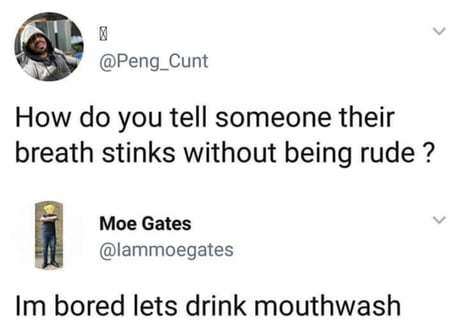 @Peng_Cunt
How do you tell someone their
breath stinks without being rude ?
Moe Gates
@lammoegates
Im bored lets drink mouthwash